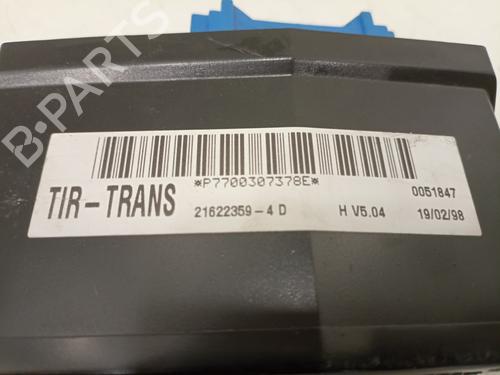 B-PARTS
*P7700307378E*
0051847
TIR-TRANS 21622359-4 D H V5.04 19/02/98